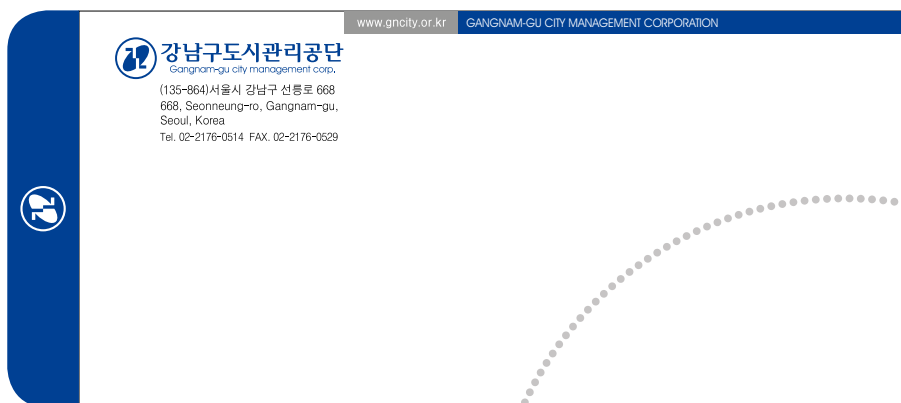 www.gncity.or.kr GANGNAM-GU CITY MANAGEMENT CORPORATION
강남구도시관리공단
Gangnam-gu city management corp.
(135-864)서울시 강남구 선릉로 668
668, Seonneung-ro, Gangnam-gu,
Seoul, Korea
Tel. 02-2176-0514 FAX. 02-2176-0529